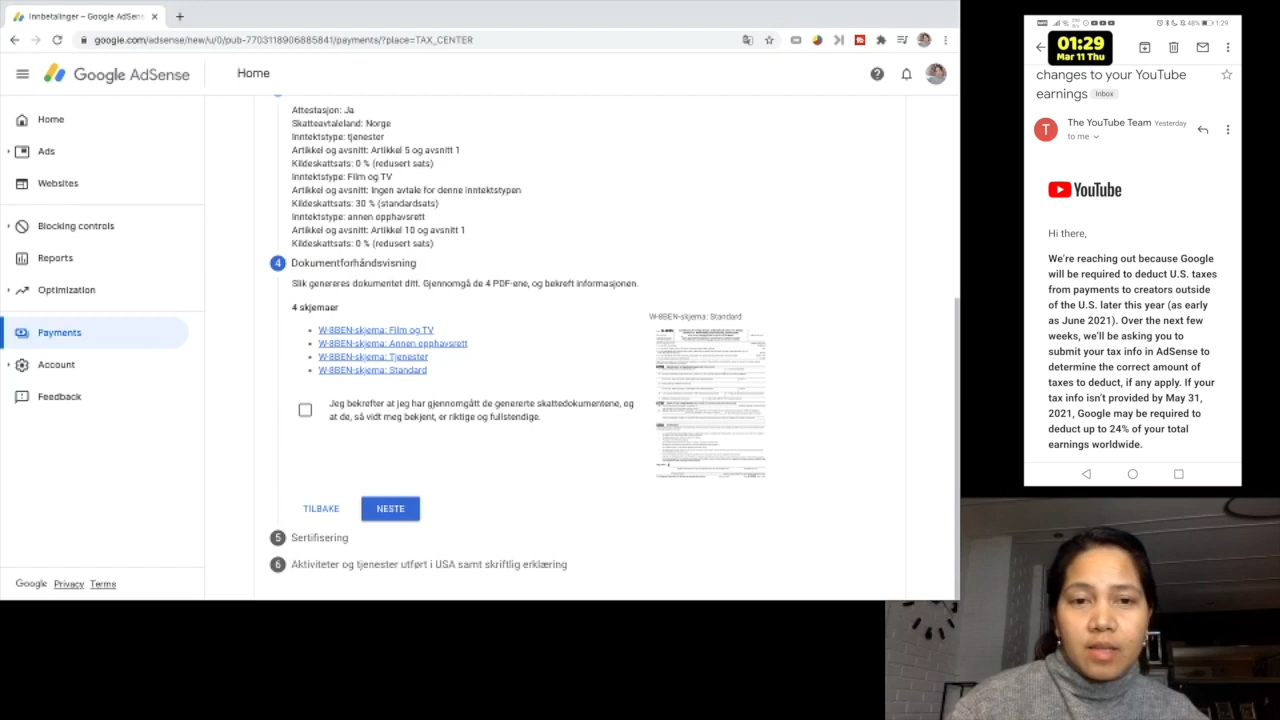 Innbetalinger – Google AdSens
google.com/adsense/new/u/0/pub-7703118906885841/payments/?place=TAX_CENTER
Google AdSense
Home
Home
Ads
Websites
Blocking controls
Reports
Optimization
Payments
Account
Feedback
Google Privacy Terms
Attestasjon: Ja
Skatteavtaleland: Norge
Inntektstype: tjenester
Artikkel og avsnitt: Artikkel 5 og avsnitt 1
Kildeskattsats: 0 % (redusert sats)
Inntektstype: Film og TV
Artikkel og avsnitt: Ingen avtale for denne inntektstypen
Kildeskattsats: 30 % (standardsats)
Inntektstype: annen opphavsrett
Artikkel og avsnitt: Artikkel 10 og avsnitt 1
Kildeskattsats: 0 % (redusert sats)
4 Dokumentforhåndsvisning
Slik genereres dokumentet ditt. Gjennomgå de 4 PDF-ene, og bekreft informasjonen.
4 skjemaer
W-8BEN-skjema: Film og TV
W-8BEN-skjema: Annen opphavsrett
W-8BEN-skjema: Tjenester
W-8BEN-skjema: Standard
W-8BEN-skjema: Standard
Jeg bekrefter at jeg har gjennomgått de genererte skattedokumentene, og
at de, så vidt meg bekjent, er riktige og fullstendige.
TILBAKE
NESTE
5 Sertifisering
6 Aktiviteter og tjenester utført i USA samt skriftlig erklæring
48% 1:29
01:29
Mar 11 Thu
changes to your YouTube
earnings Inbox
T
The YouTube Team Yesterday
to me
YouTube
Hi there,
We're reaching out because Google
will be required to deduct U.S. taxes
from payments to creators outside
of the U.S. later this year (as early
as June 2021). Over the next few
weeks, we'll be asking you to
submit your tax info in AdSense to
determine the correct amount of
taxes to deduct, if any apply. If your
tax info isn't provided by May 31,
2021, Google may be required to
deduct up to 24% of your total
earnings worldwide.